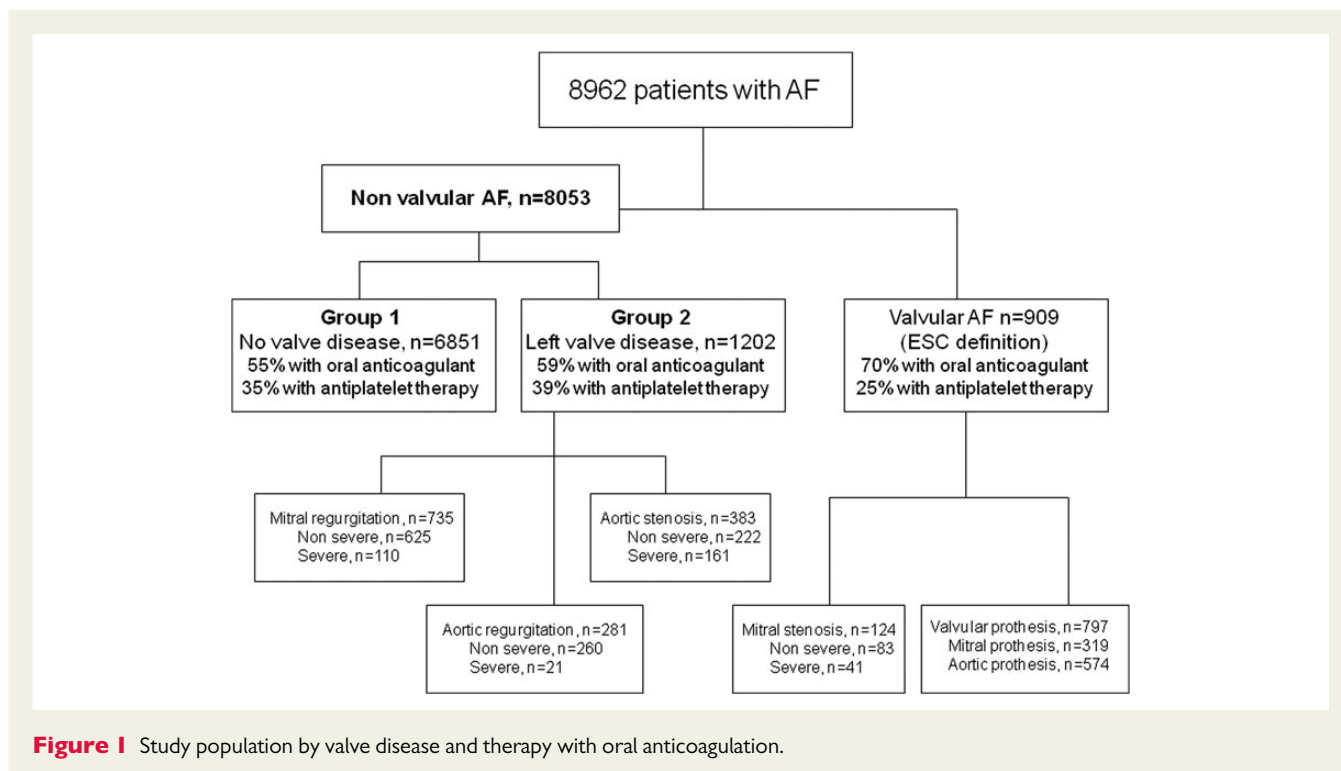 8962 patients with AF
Non valvular AF, n=8053
Group 1
No valve disease, n=6851
55% with oral anticoagulant
35% with antiplatelet therapy
Group 2
Left valve disease, n=1202
59% with oral anticoagulant
39% with antiplatelet therapy
Valvular AF n=909
(ESC definition)
70% with oral anticoagulant
25% with antiplatelet therapy
Mitral regurgitation, n=735
Non severe, n=625
Severe, n=110
Aortic stenosis, n=383
Non severe, n=222
Severe, n=161
Aortic regurgitation, n=281
Non severe, n=260
Severe, n=21
Mitral stenosis, n=124
Non severe, n=83
Severe, n=41
Valvular prothesis, n=797
Mitral prothesis, n=319
Aortic prothesis, n=574
Figure 1 Study population by valve disease and therapy with oral anticoagulation.